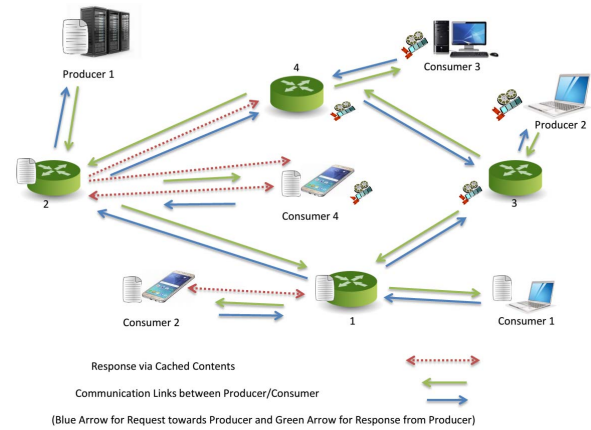 4
Consumer 3
Producer 1
Producer 2
2
3
Consumer 4
Consumer 2
1
Consumer 1
Response via Cached Contents
Communication Links between Producer/Consumer
(Blue Arrow for Request towards Producer and Green Arrow for Response from Producer)